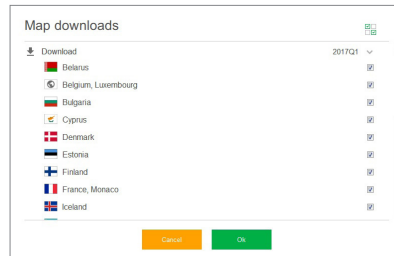 Map downloads
Download 2017Q1
Belarus
Belgium, Luxembourg
Bulgaria
Cyprus
Denmark
Estonia
Finland
France, Monaco
Iceland
Cancel Ok